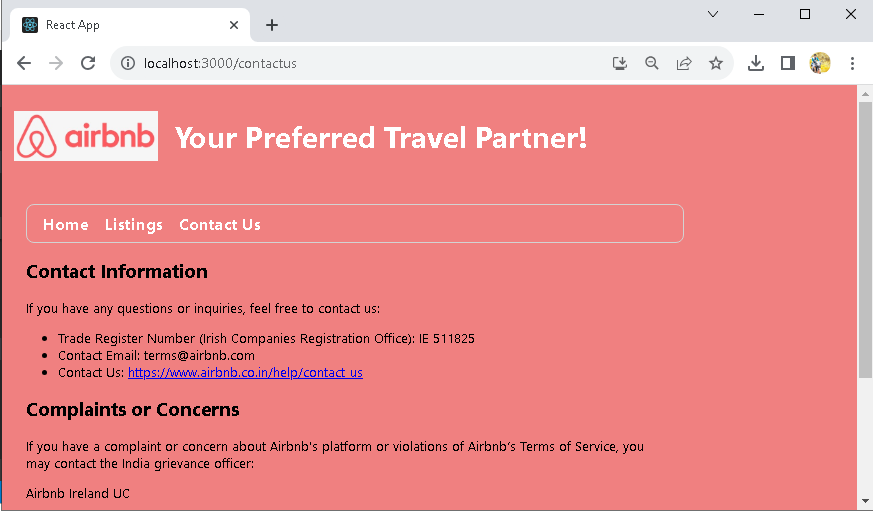 React App
localhost:3000/contactus
airbnb
Your Preferred Travel Partner!
Home Listings Contact Us
Contact Information
If you have any questions or inquiries, feel free to contact us:
• Trade Register Number (Irish Companies Registration Office): IE 511825
• Contact Email: terms@airbnb.com
• Contact Us: https://www.airbnb.co.in/help/contact_us
Complaints or Concerns
If you have a complaint or concern about Airbnb's platform or violations of Airbnb's Terms of Service, you
may contact the India grievance officer:
Airbnb Ireland UC